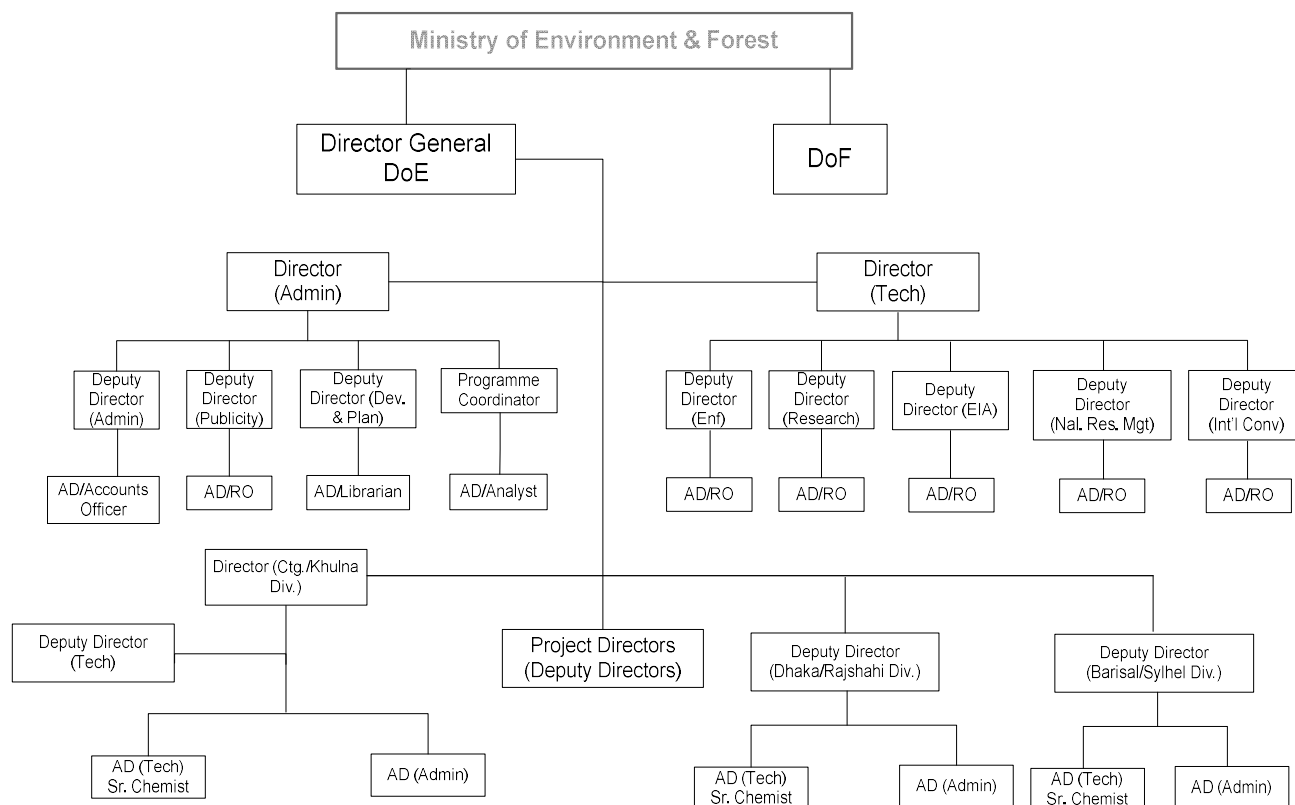 Ministry of Environment & Forest
Director General
DoE
DoF
Director
(Admin)
Director
(Tech)
Deputy
Director
(Admin)
Deputy
Director
(Publicity)
Deputy
Director (Dev.
& Plan)
Programme
Coordinator
Deputy
Director
(Enf)
Deputy
Director
(Research)
Deputy
Director (EIA)
Deputy
Director
(Nal. Res. Mgt)
Deputy
Director
(Int'l Conv)
AD/Accounts
Officer
AD/RO
AD/Librarian
AD/Analyst
AD/RO
AD/RO
AD/RO
AD/RO
AD/RO
Director (Ctg./Khulna
Div.)
Deputy Director
(Tech)
Project Directors
(Deputy Directors)
Deputy Director
(Dhaka/Rajshahi Div.)
Deputy Director
(Barisal/Sylhel Div.)
AD (Tech)
Sr. Chemist
AD (Admin)
AD (Tech)
Sr. Chemist
AD (Admin)
AD (Tech)
Sr. Chemist
AD (Admin)